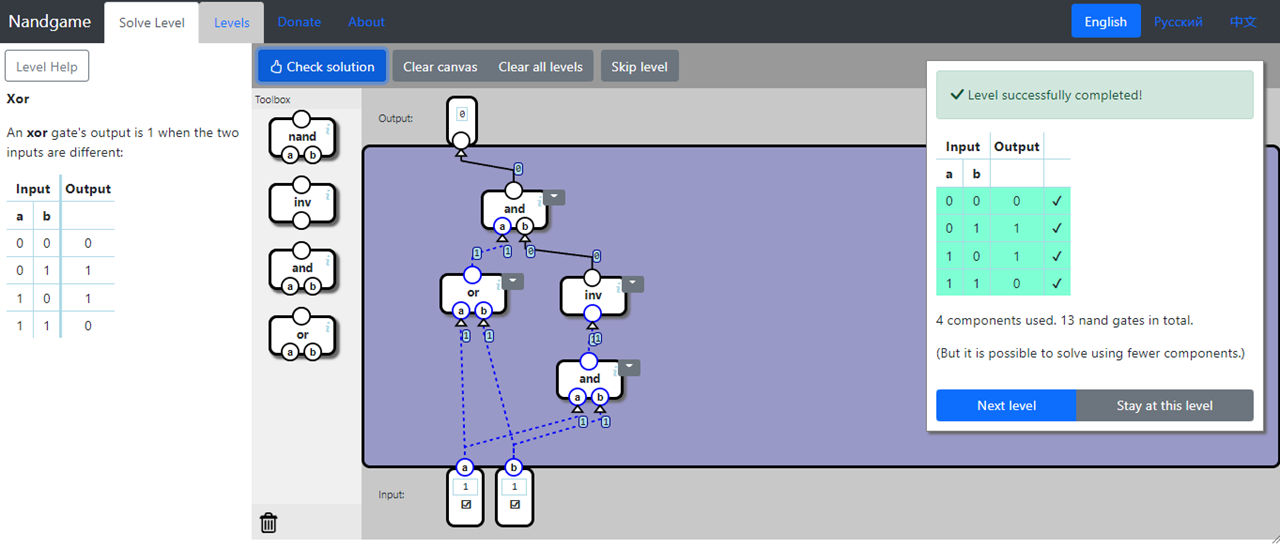 Nandgame Solve Level Levels Donate About English Русский 中文
Level Help
Check solution Clear canvas Clear all levels Skip level
Xor
An xor gate's output is 1 when the two
inputs are different:
Input Output
a b
0 0 0
0 1 1
1 0 1
1 1 0
Toolbox
nand
a b
inv
and
a b
or
a b
Output:
0
0
and
a b
1 1 0 0
or
a b
1 1
inv
1
and
a b
1 1
Input:
a b
1 1
Level successfully completed!
Input Output
a b
0 0 0 ✓
0 1 1 ✓
1 0 1 ✓
1 1 0 ✓
4 components used. 13 nand gates in total.
(But it is possible to solve using fewer components.)
Next level Stay at this level